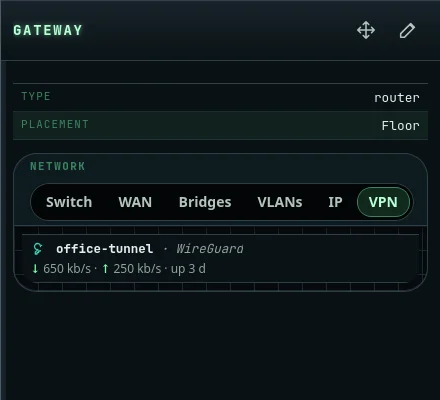 GATEWAY
TYPE router
PLACEMENT Floor
NETWORK
Switch WAN Bridges VLANs IP VPN
office-tunnel · WireGuard
↓ 650 kb/s · ↑ 250 kb/s · up 3 d